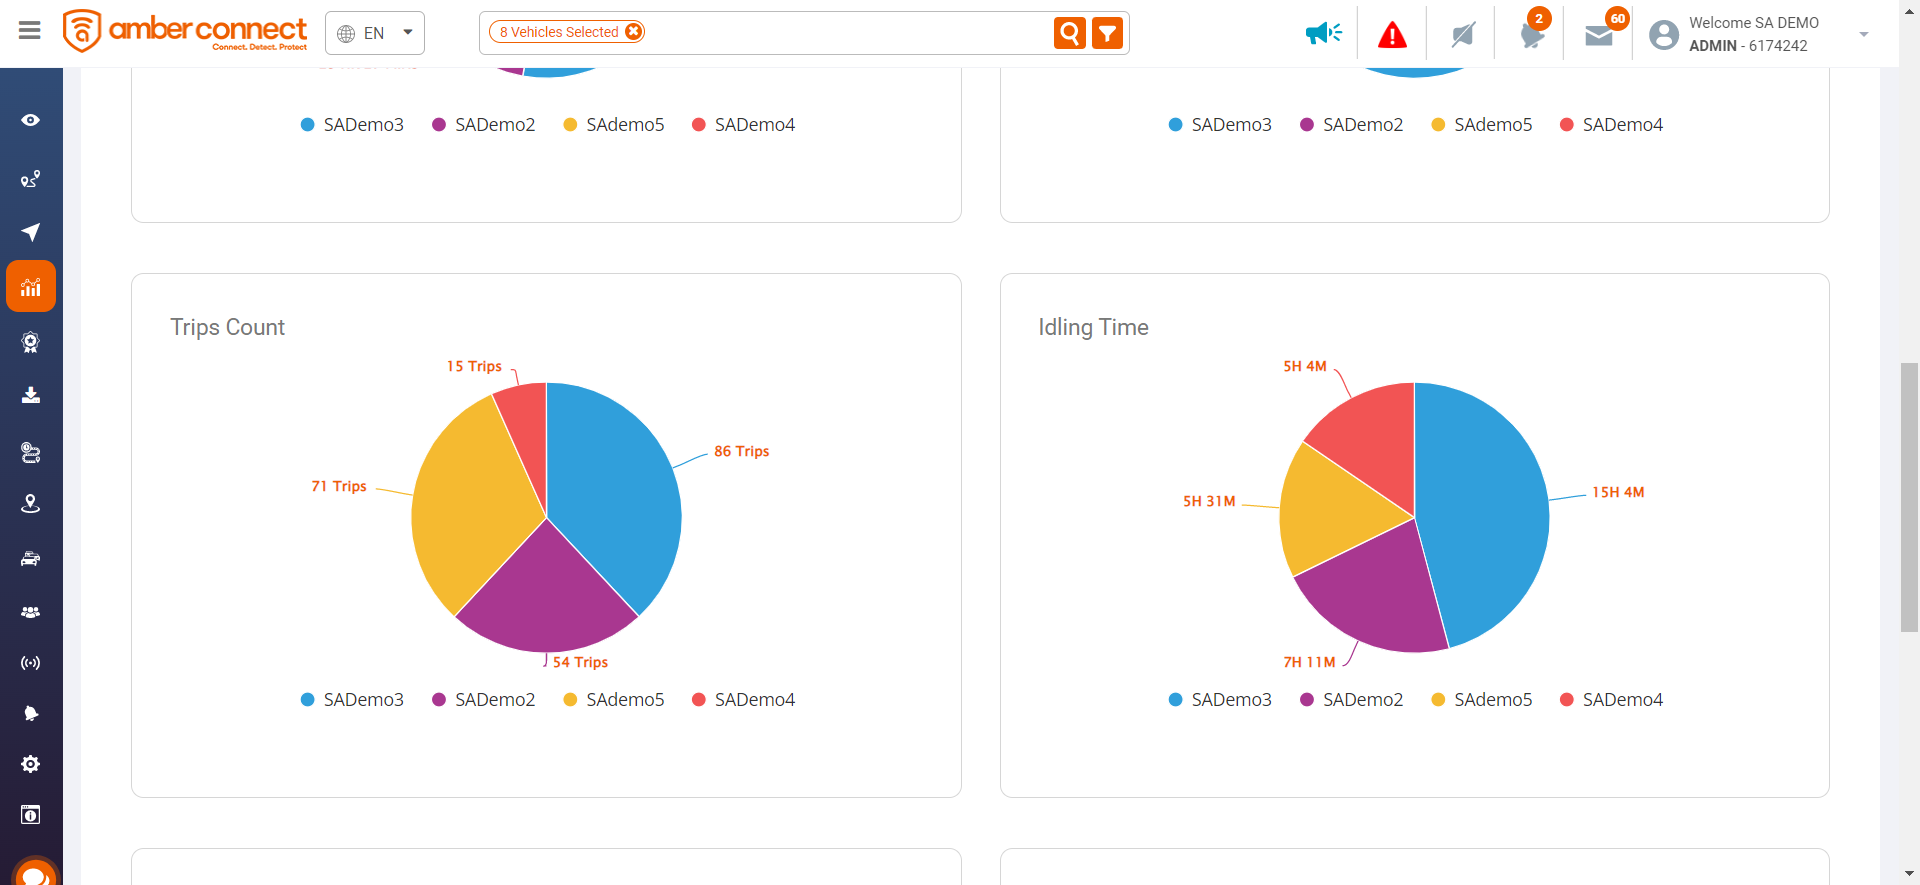 amber connect
Connect. Detect. Protect
EN
8 Vehicles Selected
2
60
Welcome SA DEMO
ADMIN - 6174242
SADemo3 SADemo2 SAdemo5 SADemo4
SADemo3 SADemo2 SAdemo5 SADemo4
Trips Count
15 Trips
86 Trips
71 Trips
54 Trips
SADemo3 SADemo2 SAdemo5 SADemo4
Idling Time
5H 4M
15H 4M
5H 31M
7H 11M
SADemo3 SADemo2 SAdemo5 SADemo4